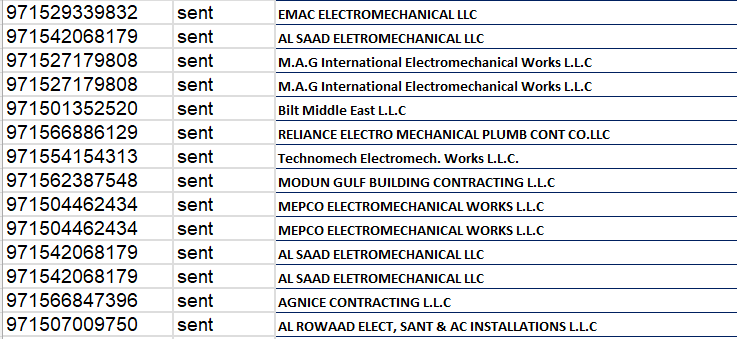 971529339832 sent EMAC ELECTROMECHANICAL LLC
971542068179 sent AL SAAD ELETROMECHANICAL LLC
971527179808 sent M.A.G International Electromechanical Works L.L.C
971527179808 sent M.A.G International Electromechanical Works L.L.C
971501352520 sent Bilt Middle East L.L.C
971566886129 sent RELIANCE ELECTRO MECHANICAL PLUMB CONT CO.LLC
971554154313 sent Technomech Electromech. Works L.L.C.
971562387548 sent MODUN GULF BUILDING CONTRACTING L.L.C
971504462434 sent MEPCO ELECTROMECHANICAL WORKS L.L.C
971504462434 sent MEPCO ELECTROMECHANICAL WORKS L.L.C
971542068179 sent AL SAAD ELETROMECHANICAL LLC
971542068179 sent AL SAAD ELETROMECHANICAL LLC
971566847396 sent AGNICE CONTRACTING L.L.C
971507009750 sent AL ROWAAD ELECT, SANT & AC INSTALLATIONS L.L.C